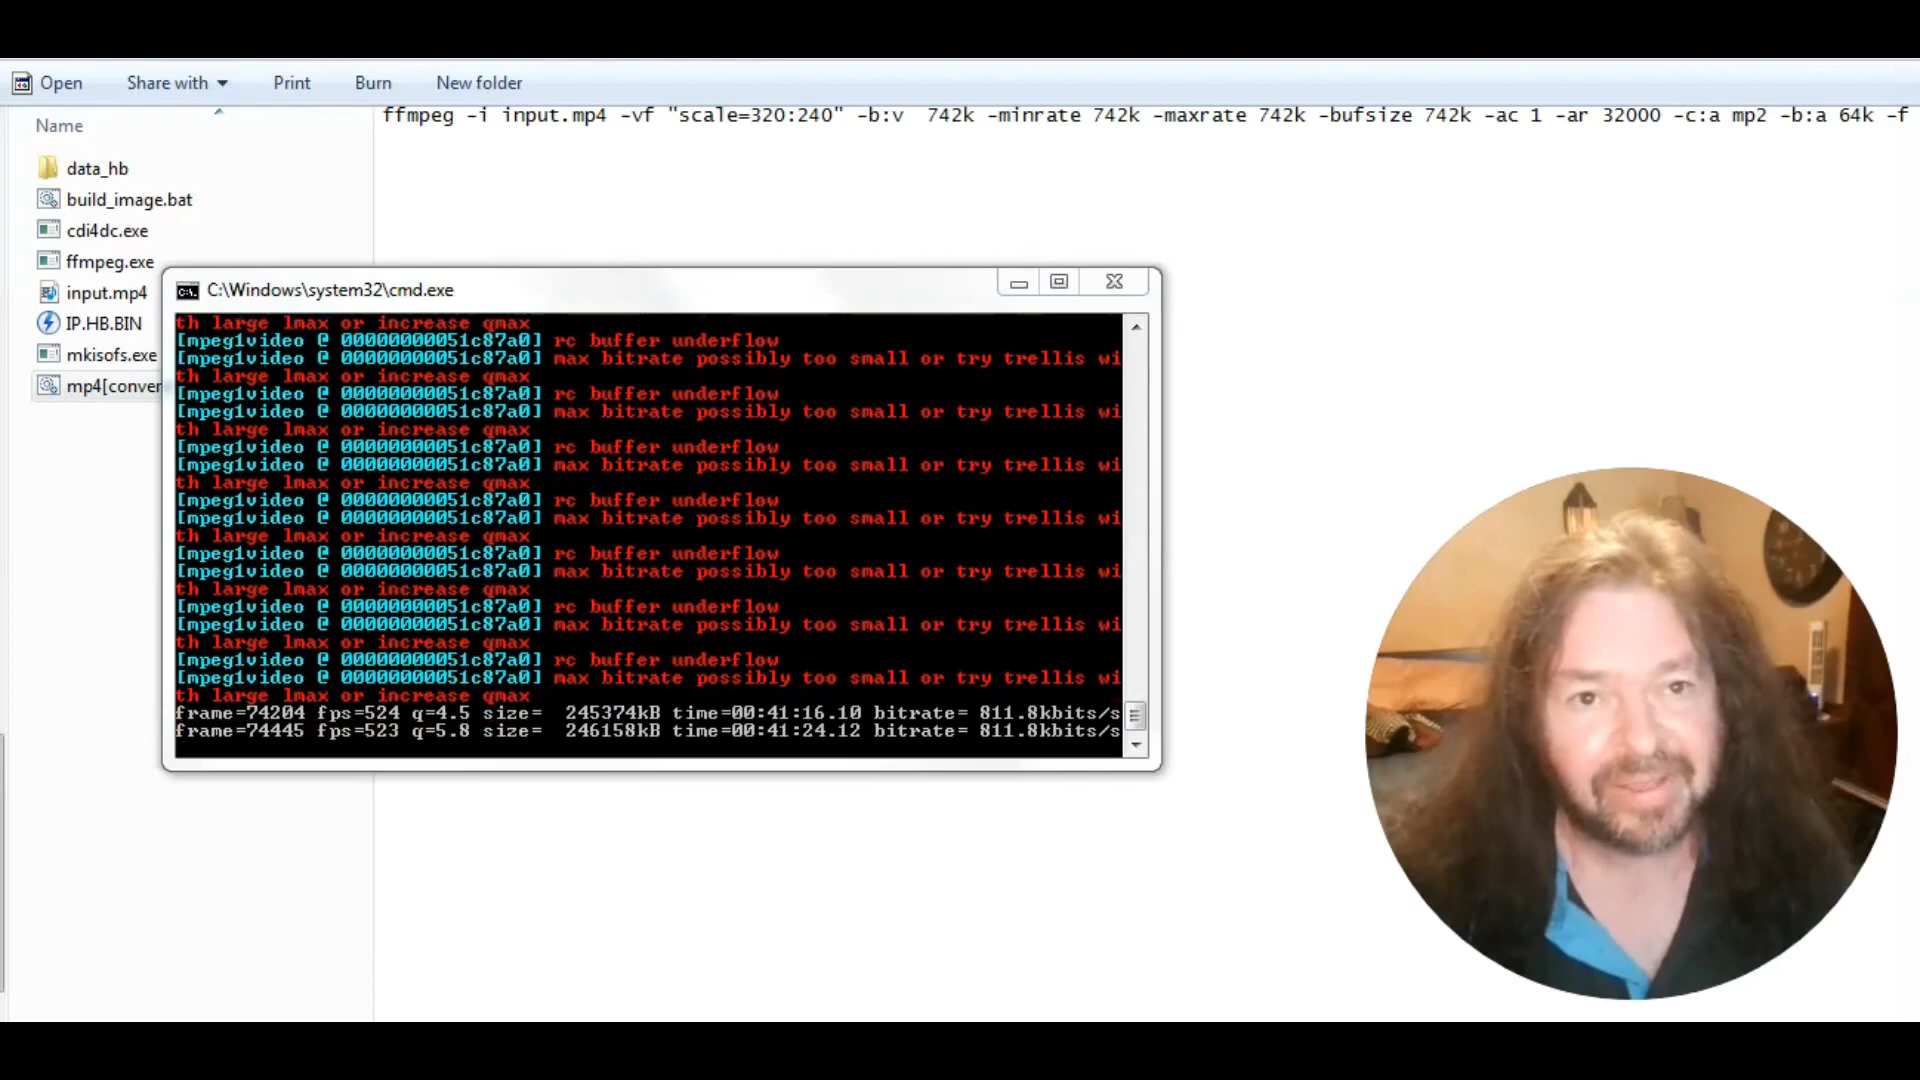 Open Share with Print Burn New folder
Name
data_hb
build_image.bat
cdi4dc.exe
ffmpeg.exe
input.mp4
IP.HB.BIN
mkisofs.exe
mp4[conver
ffmpeg -i input.mp4 -vf "scale=320:240" -b:v 742k -minrate 742k -maxrate 742k -bufsize 742k -ac 1 -ar 32000 -c:a mp2 -b:a 64k -f
C:\Windows\system32\cmd.exe
th large lmax or increase qmax
[mpeg1video @ 00000000051c87a0] rc buffer underflow
[mpeg1video @ 00000000051c87a0] max bitrate possibly too small or try trellis wi
th large lmax or increase qmax
[mpeg1video @ 00000000051c87a0] rc buffer underflow
[mpeg1video @ 00000000051c87a0] max bitrate possibly too small or try trellis wi
th large lmax or increase qmax
[mpeg1video @ 00000000051c87a0] rc buffer underflow
[mpeg1video @ 00000000051c87a0] max bitrate possibly too small or try trellis wi
th large lmax or increase qmax
[mpeg1video @ 00000000051c87a0] rc buffer underflow
[mpeg1video @ 00000000051c87a0] max bitrate possibly too small or try trellis wi
th large lmax or increase qmax
[mpeg1video @ 00000000051c87a0] rc buffer underflow
[mpeg1video @ 00000000051c87a0] max bitrate possibly too small or try trellis wi
th large lmax or increase qmax
[mpeg1video @ 00000000051c87a0] rc buffer underflow
[mpeg1video @ 00000000051c87a0] max bitrate possibly too small or try trellis wi
th large lmax or increase qmax
[mpeg1video @ 00000000051c87a0] rc buffer underflow
[mpeg1video @ 00000000051c87a0] max bitrate possibly too small or try trellis wi
th large lmax or increase qmax
frame=74204 fps=524 q=4.5 size= 245374kB time=00:41:16.10 bitrate= 811.8kbits/s
frame=74445 fps=523 q=5.8 size= 246158kB time=00:41:24.12 bitrate= 811.8kbits/s